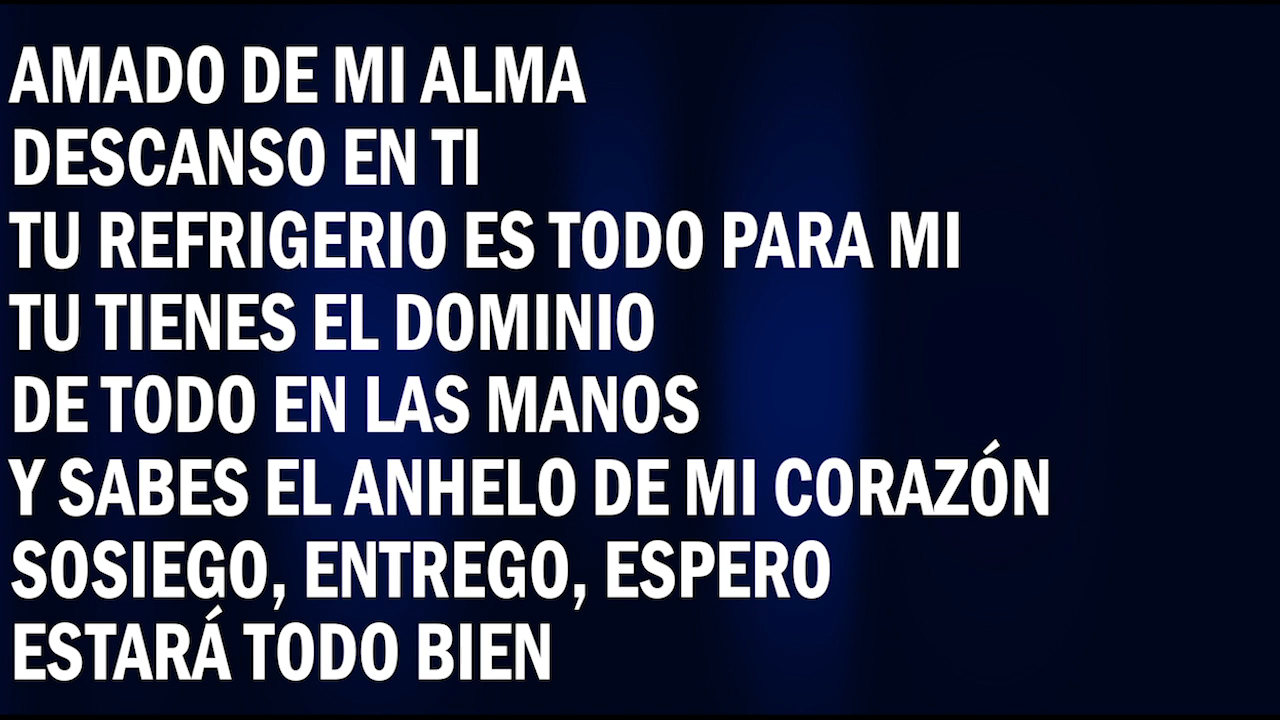 AMADO DE MI ALMA
DESCANSO EN TI
TU REFRIGERIO ES TODO PARA MI
TU TIENES EL DOMINIO
DE TODO EN LAS MANOS
Y SABES EL ANHELO DE MI CORAZÓN
SOSIEGO, ENTREGO, ESPERO
ESTARÁ TODO BIEN